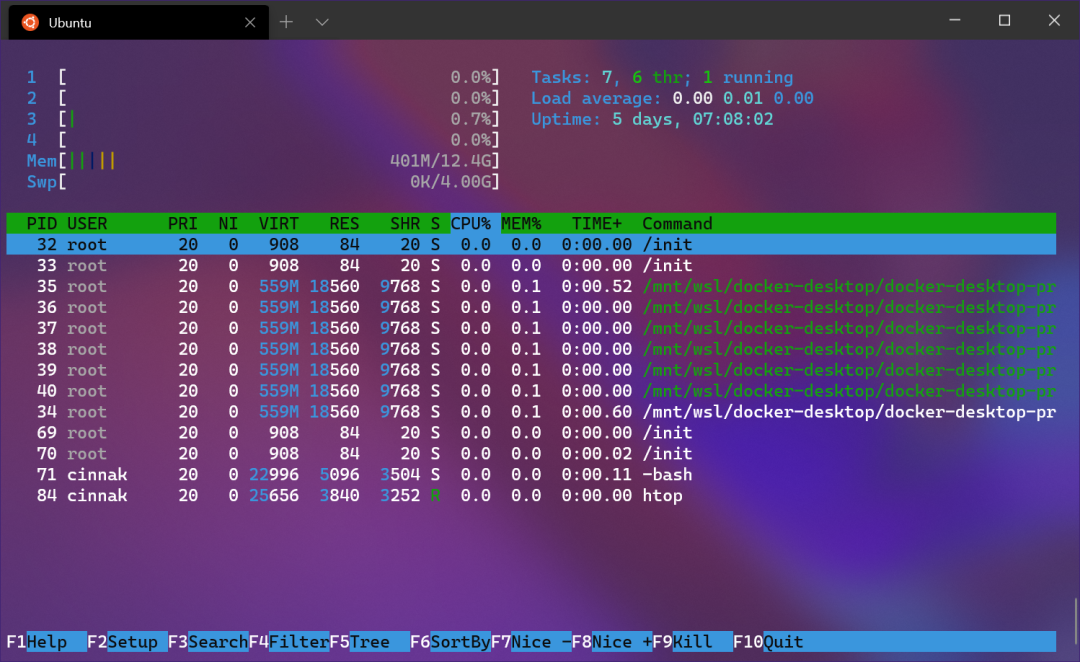 Ubuntu
1 [ 0.0%] Tasks: 7, 6 thr; 1 running
2 [ 0.0%] Load average: 0.00 0.01 0.00
3 [| 0.7%] Uptime: 5 days, 07:08:02
4 [ 0.0%]
Mem[||||| 401M/12.4G]
Swp[ 0K/4.00G]
PID USER PRI NI VIRT RES SHR S CPU% MEM% TIME+ Command
32 root 20 0 908 84 20 S 0.0 0.0 0:00.00 /init
33 root 20 0 908 84 20 S 0.0 0.0 0:00.00 /init
35 root 20 0 559M 18560 9768 S 0.0 0.1 0:00.52 /mnt/wsl/docker-desktop/docker-desktop-pr
36 root 20 0 559M 18560 9768 S 0.0 0.1 0:00.00 /mnt/wsl/docker-desktop/docker-desktop-pr
37 root 20 0 559M 18560 9768 S 0.0 0.1 0:00.00 /mnt/wsl/docker-desktop/docker-desktop-pr
38 root 20 0 559M 18560 9768 S 0.0 0.1 0:00.00 /mnt/wsl/docker-desktop/docker-desktop-pr
39 root 20 0 559M 18560 9768 S 0.0 0.1 0:00.00 /mnt/wsl/docker-desktop/docker-desktop-pr
40 root 20 0 559M 18560 9768 S 0.0 0.1 0:00.00 /mnt/wsl/docker-desktop/docker-desktop-pr
34 root 20 0 559M 18560 9768 S 0.0 0.1 0:00.60 /mnt/wsl/docker-desktop/docker-desktop-pr
69 root 20 0 908 84 20 S 0.0 0.0 0:00.00 /init
70 root 20 0 908 84 20 S 0.0 0.0 0:00.02 /init
71 cinnak 20 0 22996 5096 3504 S 0.0 0.0 0:00.11 -bash
84 cinnak 20 0 25656 3840 3252 R 0.0 0.0 0:00.00 htop
F1Help F2Setup F3SearchF4FilterF5Tree F6SortByF7Nice -F8Nice +F9Kill F10Quit